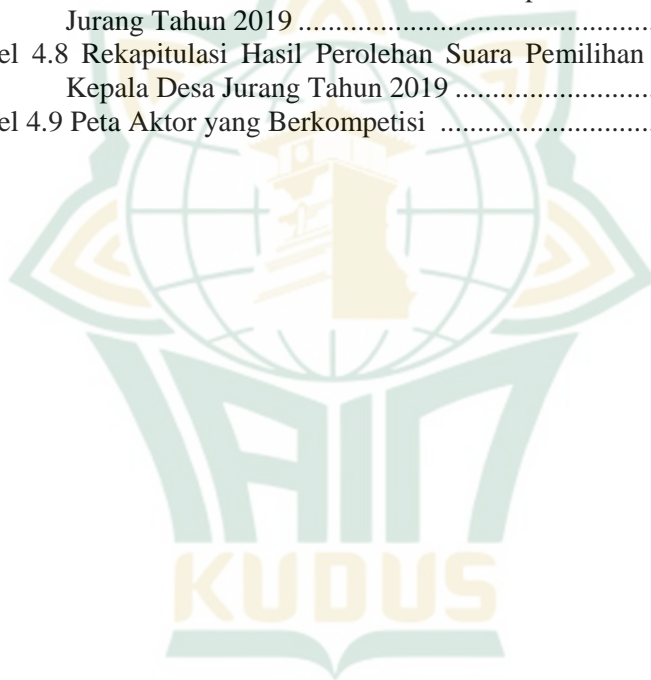 Jurang Tahun 2019 ........................................
el 4.8 Rekapitulasi Hasil Perolehan Suara Pemilihan
Kepala Desa Jurang Tahun 2019 ......................
el 4.9 Peta Aktor yang Berkompetisi ........................
IAIN
KUDUS